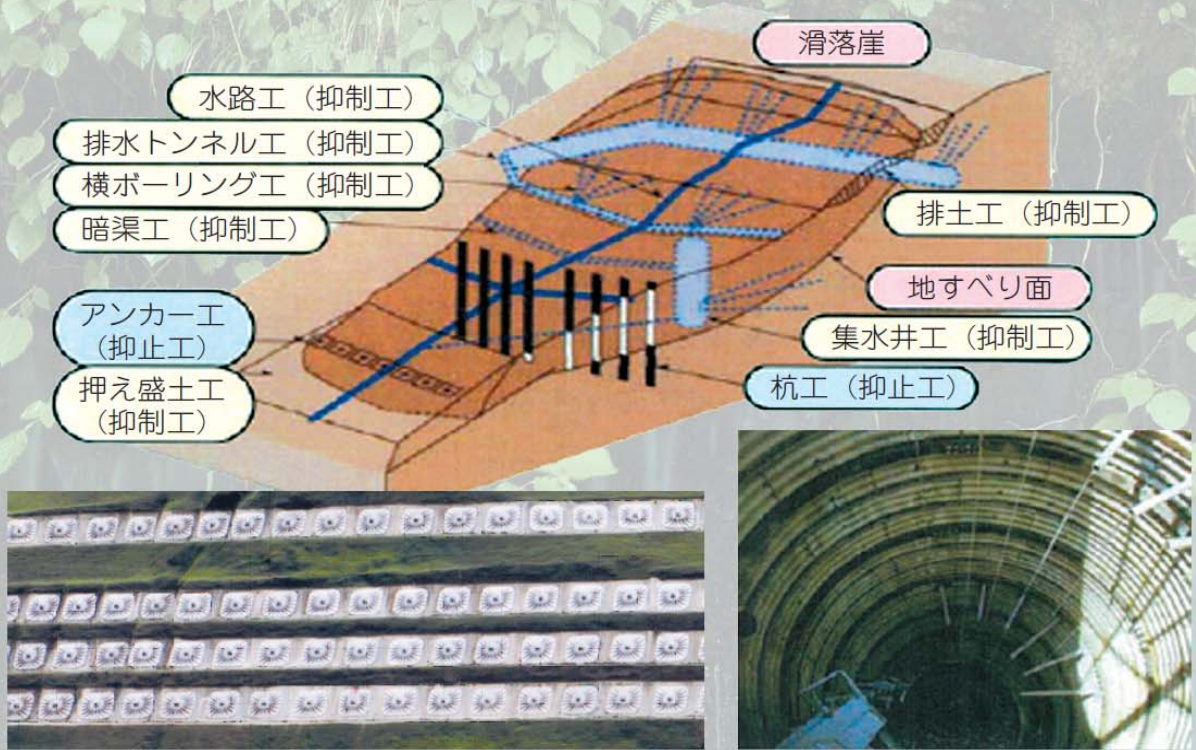 滑落崖
水路工（抑制工）
排水トンネル工（抑制工）
横ボーリング工（抑制工）
暗渠工（抑制工）
排土工（抑制工）
地すべり面
アンカー工
（抑止工）
集水井工（抑制工）
押え盛土工
（抑制工）
杭工（抑止工）